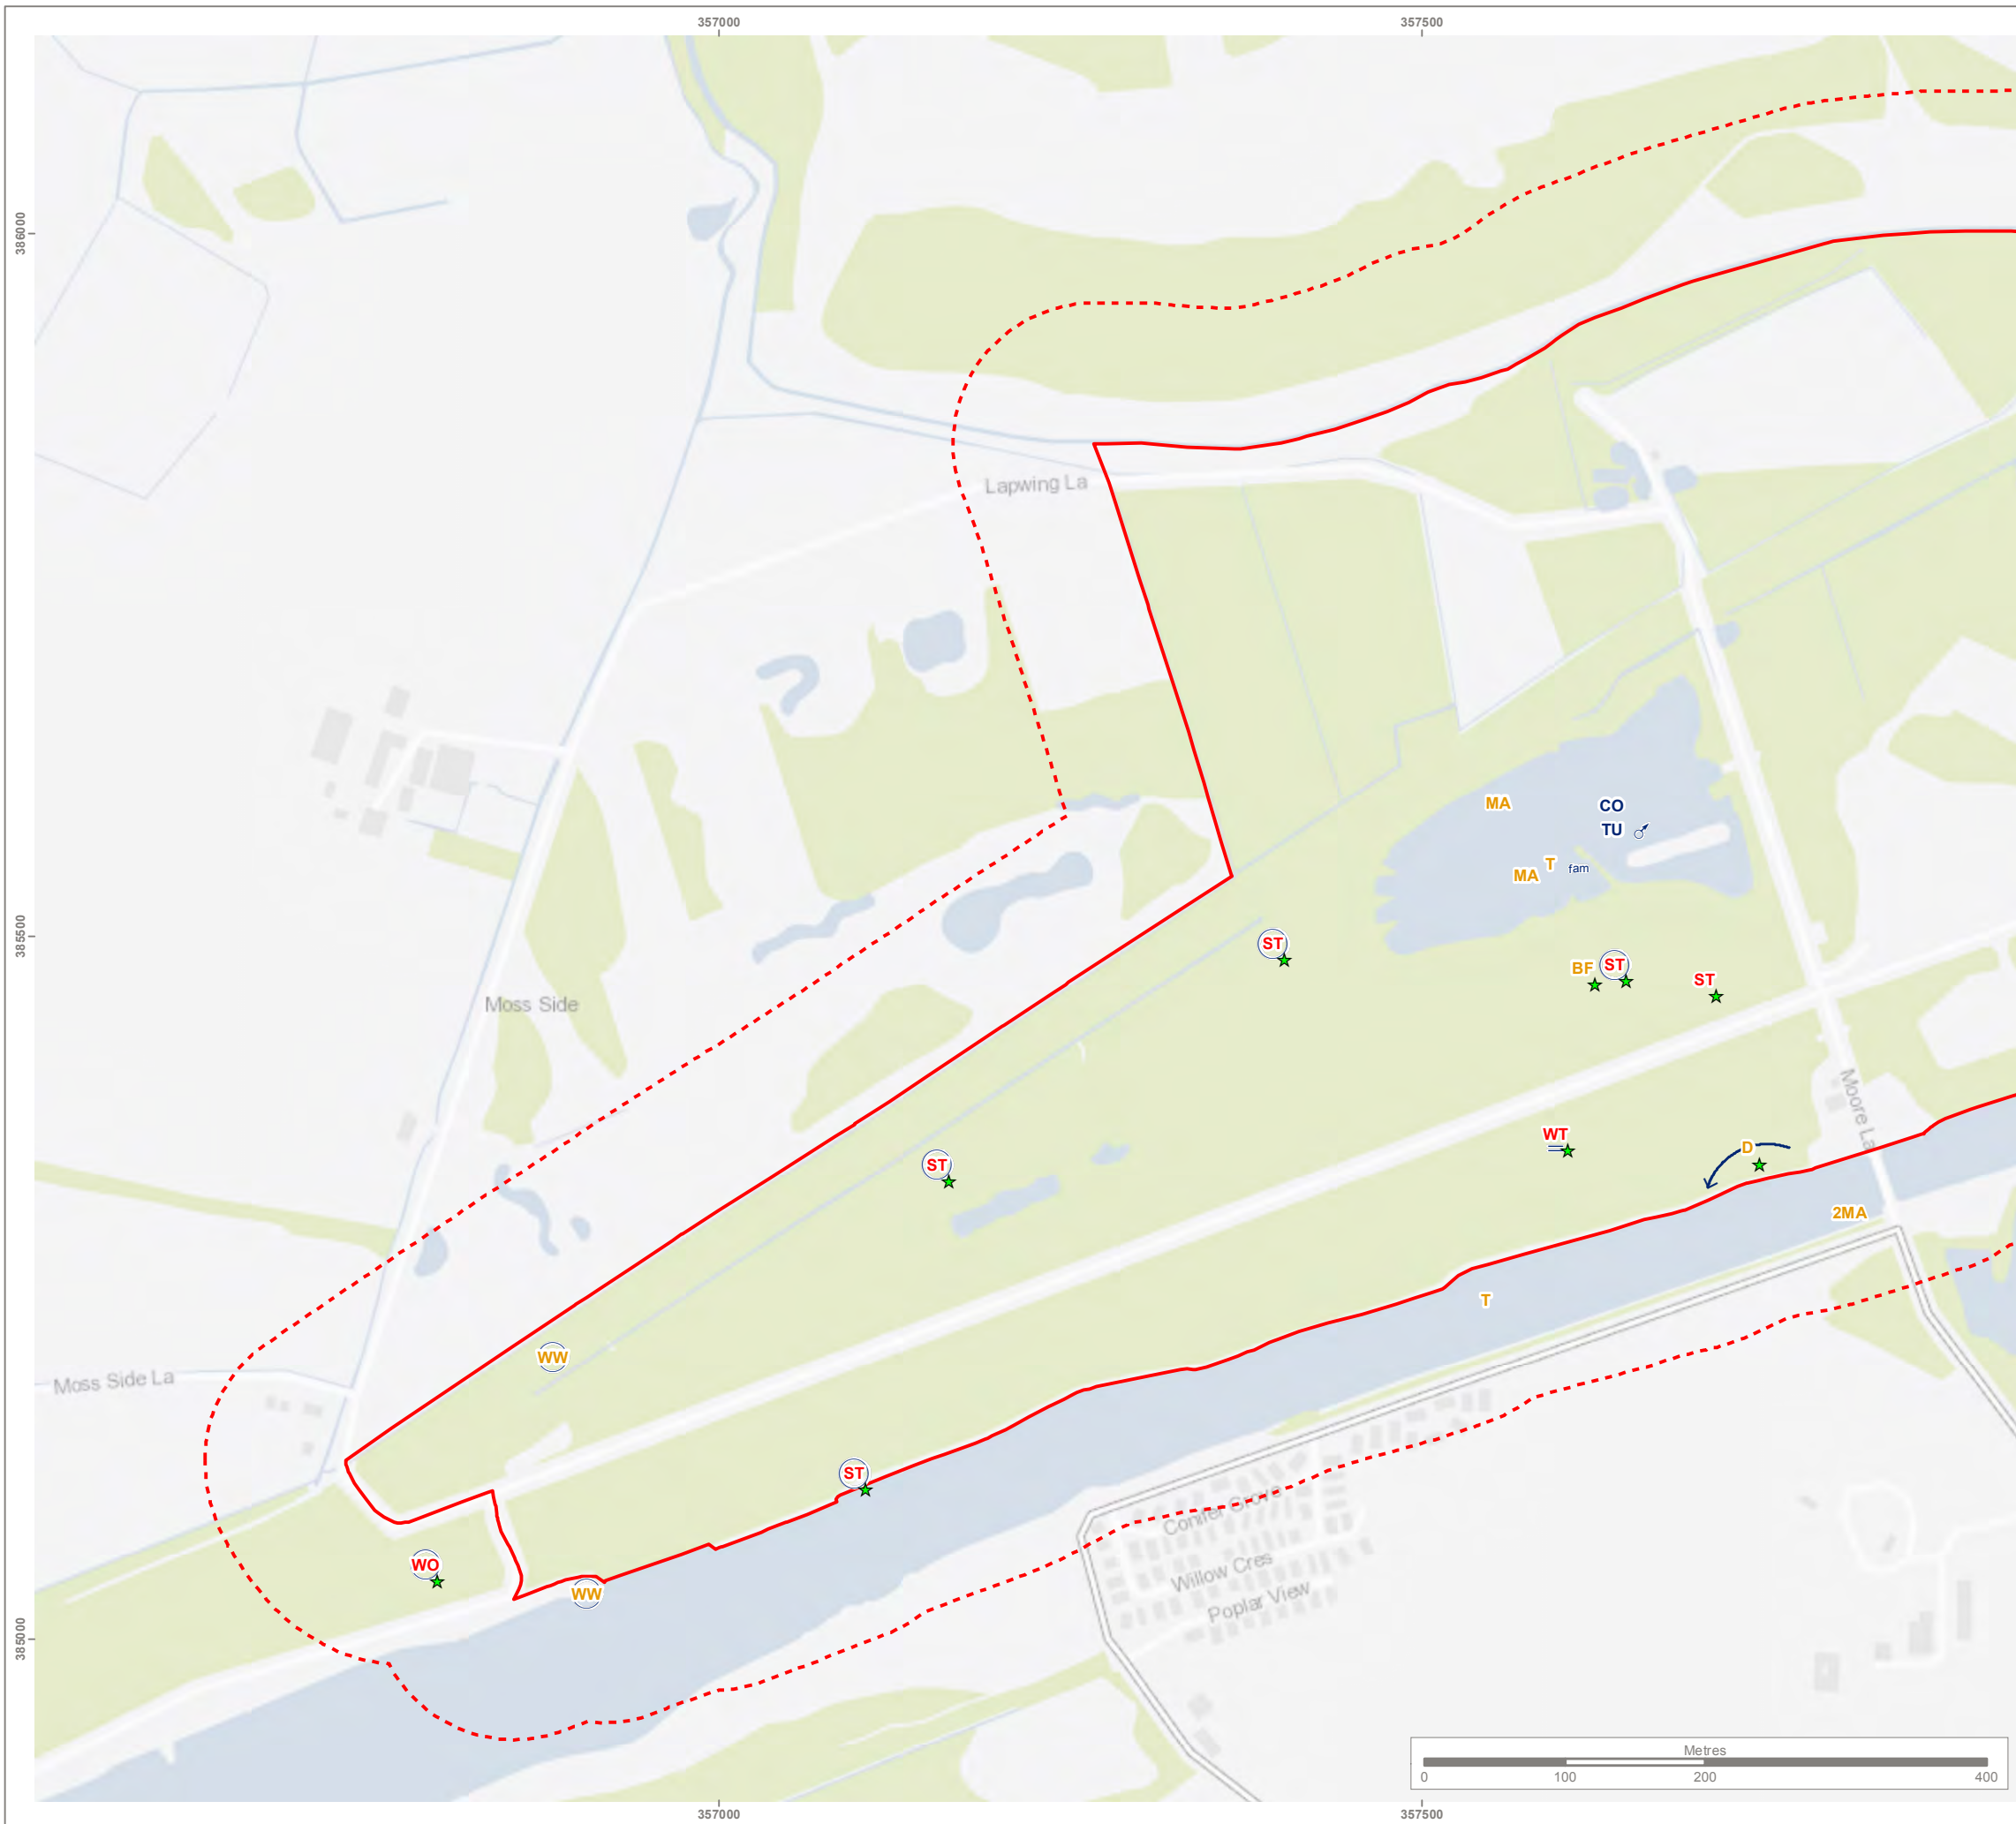 357000 357500
386000
Lapwing La
MA CO
TU ♂
T fam
MA
385500
ST
BF ST ST
Moss Side
Moore La
WT D
ST
2MA
T
WW
Moss Side La
ST
Conifer Grove
WO
Willow Cres
WW
Poplar View
385000
Metres
0 100 200 400
357000 357500